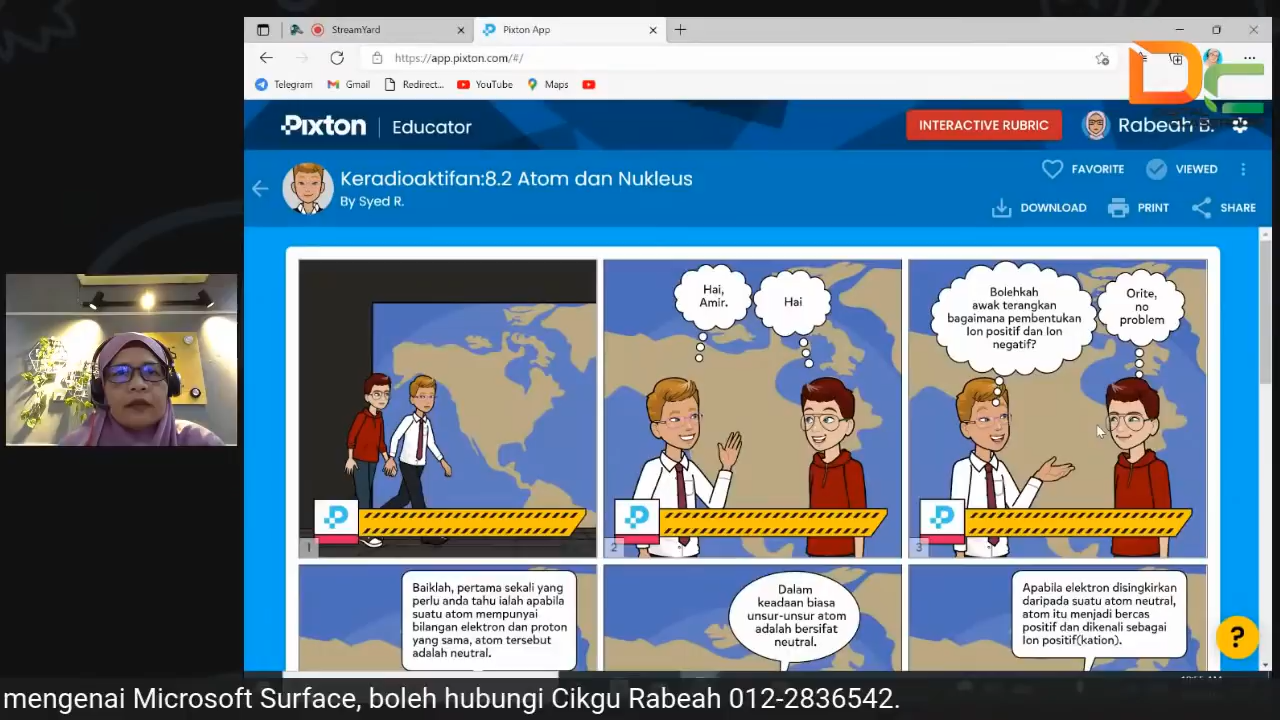 StreamYard
Pixton App
https://app.pixton.com/#/
Telegram
Gmail
Redirect...
YouTube
Maps
DE
Pixton
Educator
INTERACTIVE RUBRIC
Rabeah B.
Keradioaktifan:8.2 Atom dan Nukleus
By Syed R.
FAVORITE
VIEWED
DOWNLOAD
PRINT
SHARE
1
Hai,
Amir.
Hai
2
Bolehkah
awak terangkan
bagaimana pembentukan
Ion positif dan Ion
negatif?
Orite,
no
problem
3
Baiklah, pertama sekali yang
perlu anda tahu ialah apabila
suatu atom mempunyai
bilangan elektron dan proton
yang sama, atom tersebut
adalah neutral.
Dalam
keadaan biasa
unsur-unsur atom
adalah bersifat
neutral.
Apabila elektron disingkirkan
daripada suatu atom neutral,
atom itu menjadi bercas
positif dan dikenali sebagai
Ion positif(kation).
?
mengenai Microsoft Surface, boleh hubungi Cikgu Rabeah 012-2836542.